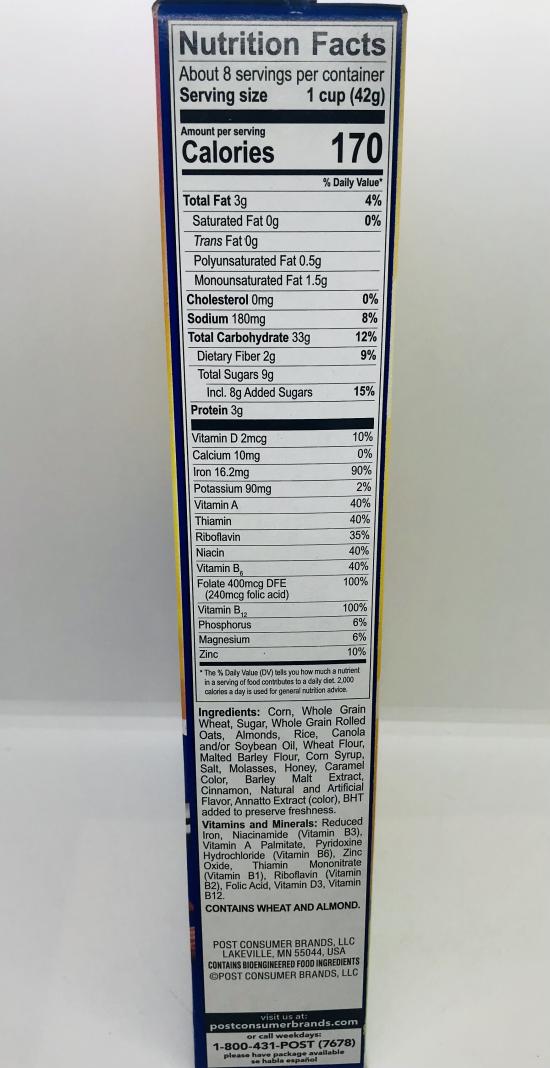 Nutrition Facts
About 8 servings per container
Serving size 1 cup (42g)
Amount per serving
Calories 170
% Daily Value*
Total Fat 3g 4%
Saturated Fat 0g 0%
Trans Fat 0g
Polyunsaturated Fat 0.5g
Monounsaturated Fat 1.5g
Cholesterol 0mg 0%
Sodium 180mg 8%
Total Carbohydrate 33g 12%
Dietary Fiber 2g 9%
Total Sugars 9g
Incl. 8g Added Sugars 15%
Protein 3g
Vitamin D 2mcg 10%
Calcium 10mg 0%
Iron 16.2mg 90%
Potassium 90mg 2%
Vitamin A 40%
Thiamin 40%
Riboflavin 35%
Niacin 40%
Vitamin B6 40%
Folate 400mcg DFE 100%
(240mcg folic acid)
Vitamin B12 100%
Phosphorus 6%
Magnesium 6%
Zinc 10%
* The % Daily Value (DV) tells you how much a nutrient
in a serving of food contributes to a daily diet. 2,000
calories a day is used for general nutrition advice.
Ingredients: Corn, Whole Grain
Wheat, Sugar, Whole Grain Rolled
Oats, Almonds, Rice, Canola
and/or Soybean Oil, Wheat Flour,
Malted Barley Flour, Corn Syrup,
Salt, Molasses, Honey, Caramel
Color, Barley Malt Extract,
Cinnamon, Natural and Artificial
Flavor, Annatto Extract (color), BHT
added to preserve freshness.
Vitamins and Minerals: Reduced
Iron, Niacinamide (Vitamin B3),
Vitamin A Palmitate, Pyridoxine
Hydrochloride (Vitamin B6), Zinc
Oxide, Thiamin Mononitrate
(Vitamin B1), Riboflavin (Vitamin
B2), Folic Acid, Vitamin D3, Vitamin
B12.
CONTAINS WHEAT AND ALMOND.
POST CONSUMER BRANDS, LLC
LAKEVILLE, MN 55044, USA
CONTAINS BIOENGINEERED FOOD INGREDIENTS
©POST CONSUMER BRANDS, LLC
visit us at:
postconsumerbrands.com
or call weekdays:
1-800-431-POST (7678)
please have package available
se habla español